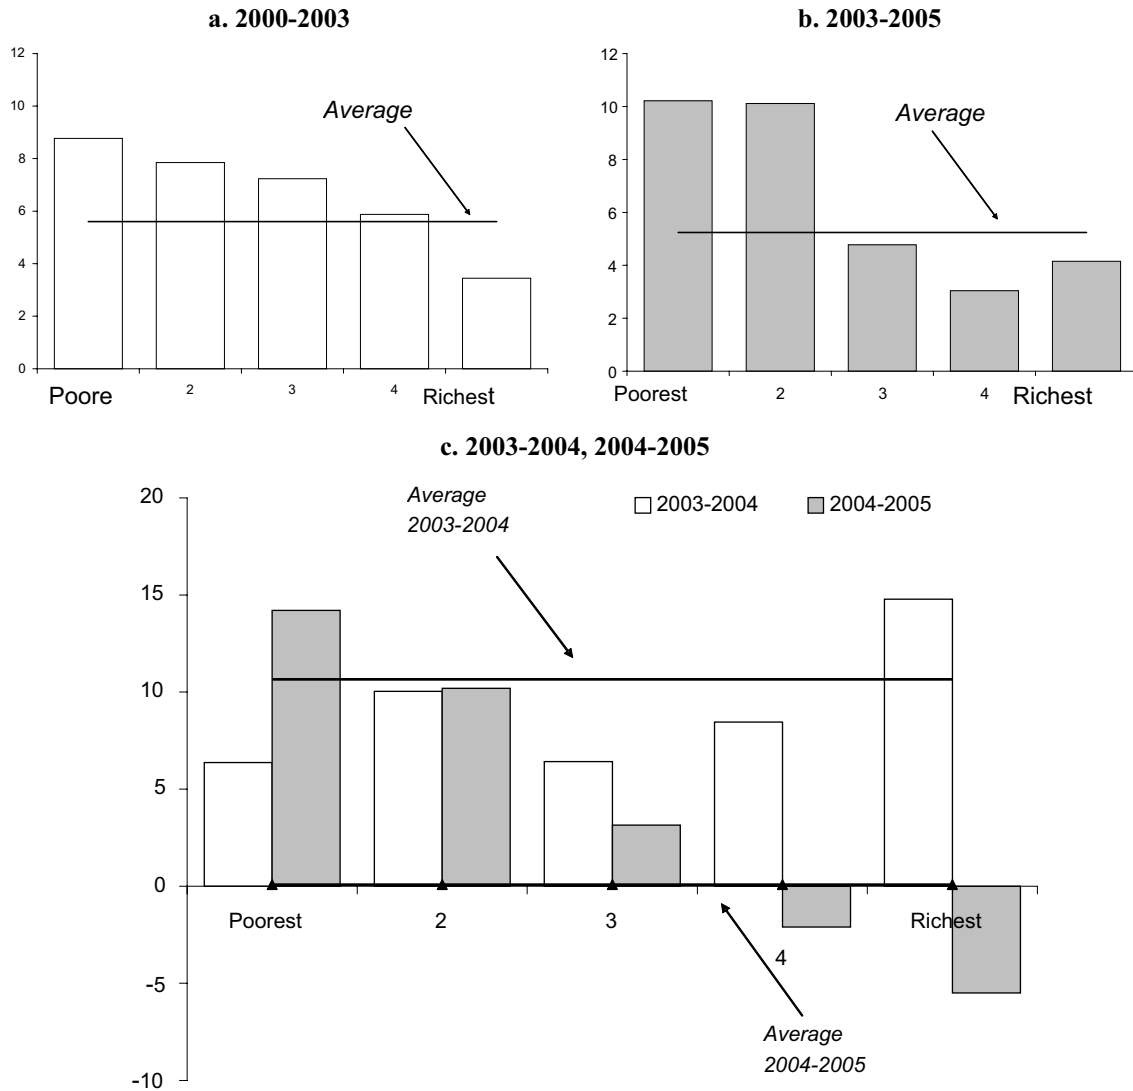 a. 2000-2003
12
10
8
6
4
2
0
Average
Poore 2 3 4 Richest
b. 2003-2005
12
10
8
6
4
2
0
Average
Poorest 2 3 4 Richest
c. 2003-2004, 2004-2005
20
15
10
5
0
-5
-10
Average
2003-2004
2003-2004 2004-2005
Poorest 2 3 4 Richest
Average
2004-2005